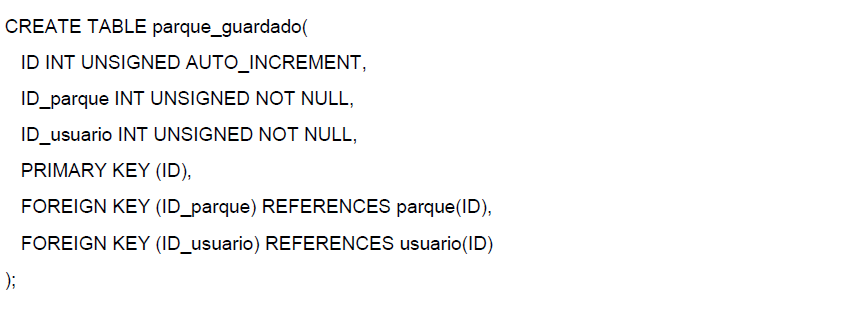 CREATE TABLE parque_guardado(
ID INT UNSIGNED AUTO_INCREMENT,
ID_parque INT UNSIGNED NOT NULL,
ID_usuario INT UNSIGNED NOT NULL,
PRIMARY KEY (ID),
FOREIGN KEY (ID_parque) REFERENCES parque(ID),
FOREIGN KEY (ID_usuario) REFERENCES usuario(ID)
);